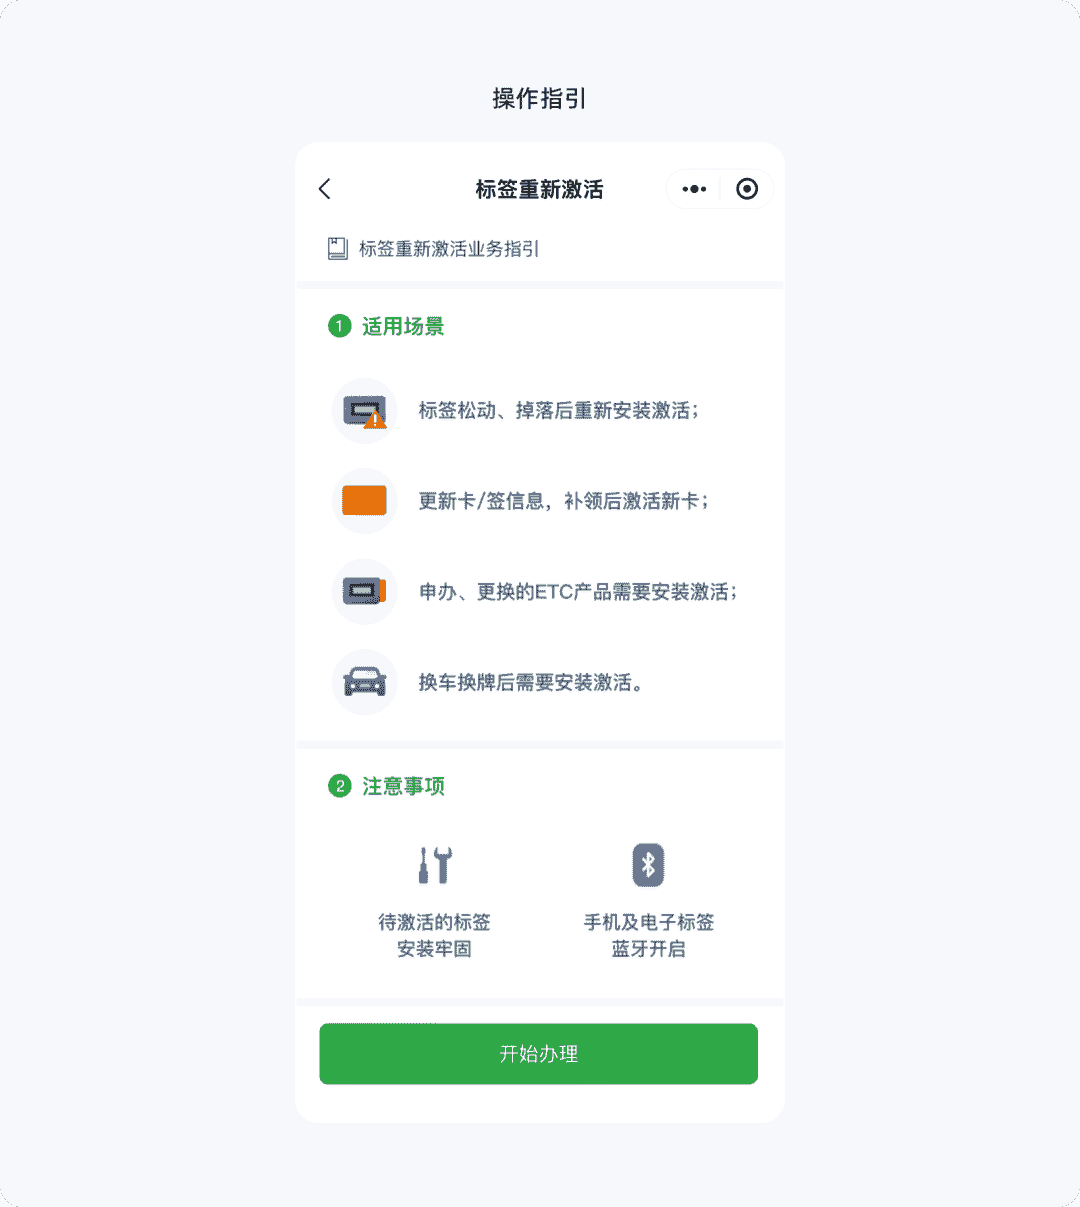 操作指引
标签重新激活
标签重新激活业务指引
1 适用场景
标签松动、掉落后重新安装激活；
更新卡/签信息，补领后激活新卡；
申办、更换的ETC产品需要安装激活；
换车换牌后需要安装激活。
2 注意事项
待激活的标签
安装牢固
手机及电子标签
蓝牙开启
开始办理